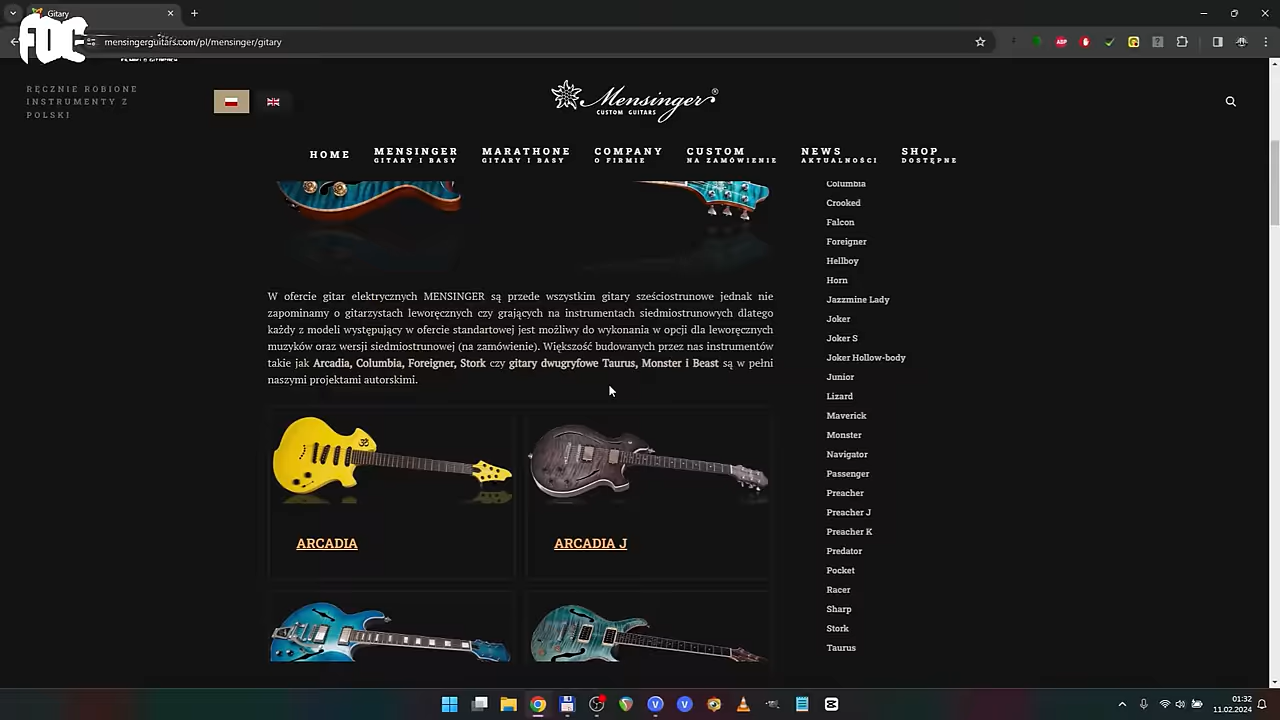 Gitary
FDC
mensingerguitars.com/pl/mensinger/gitary
ABP
RĘCZNIE ROBIONE
INSTRUMENTY Z
POLSKI
Mensinger®
CUSTOM GUITARS
HOME
MENSINGER
GITARY I BASY
MARATHONE
GITARY I BASY
COMPANY
O FIRMIE
CUSTOM
NA ZAMÓWIENIE
NEWS
AKTUALNOŚCI
SHOP
DOSTĘPNE
W ofercie gitar elektrycznych MENSINGER są przede wszystkim gitary sześciostrunowe jednak nie
zapominamy o gitarzystach leworęcznych czy grających na instrumentach siedmiostrunowych dlatego
każdy z modeli występujący w ofercie standartowej jest możliwy do wykonania w opcji dla leworęcznych
muzyków oraz wersji siedmiostrunowej (na zamówienie). Większość budowanych przez nas instrumentów
takie jak Arcadia, Columbia, Foreigner, Stork czy gitary dwugryfowe Taurus, Monster i Beast są w pełni
naszymi projektami autorskimi.
ARCADIA
ARCADIA J
Columbia
Crooked
Falcon
Foreigner
Hellboy
Horn
Jazzmine Lady
Joker
Joker S
Joker Hollow-body
Junior
Lizard
Maverick
Monster
Navigator
Passenger
Preacher
Preacher J
Preacher K
Predator
Pocket
Racer
Sharp
Stork
Taurus
01:32
11.02.2024